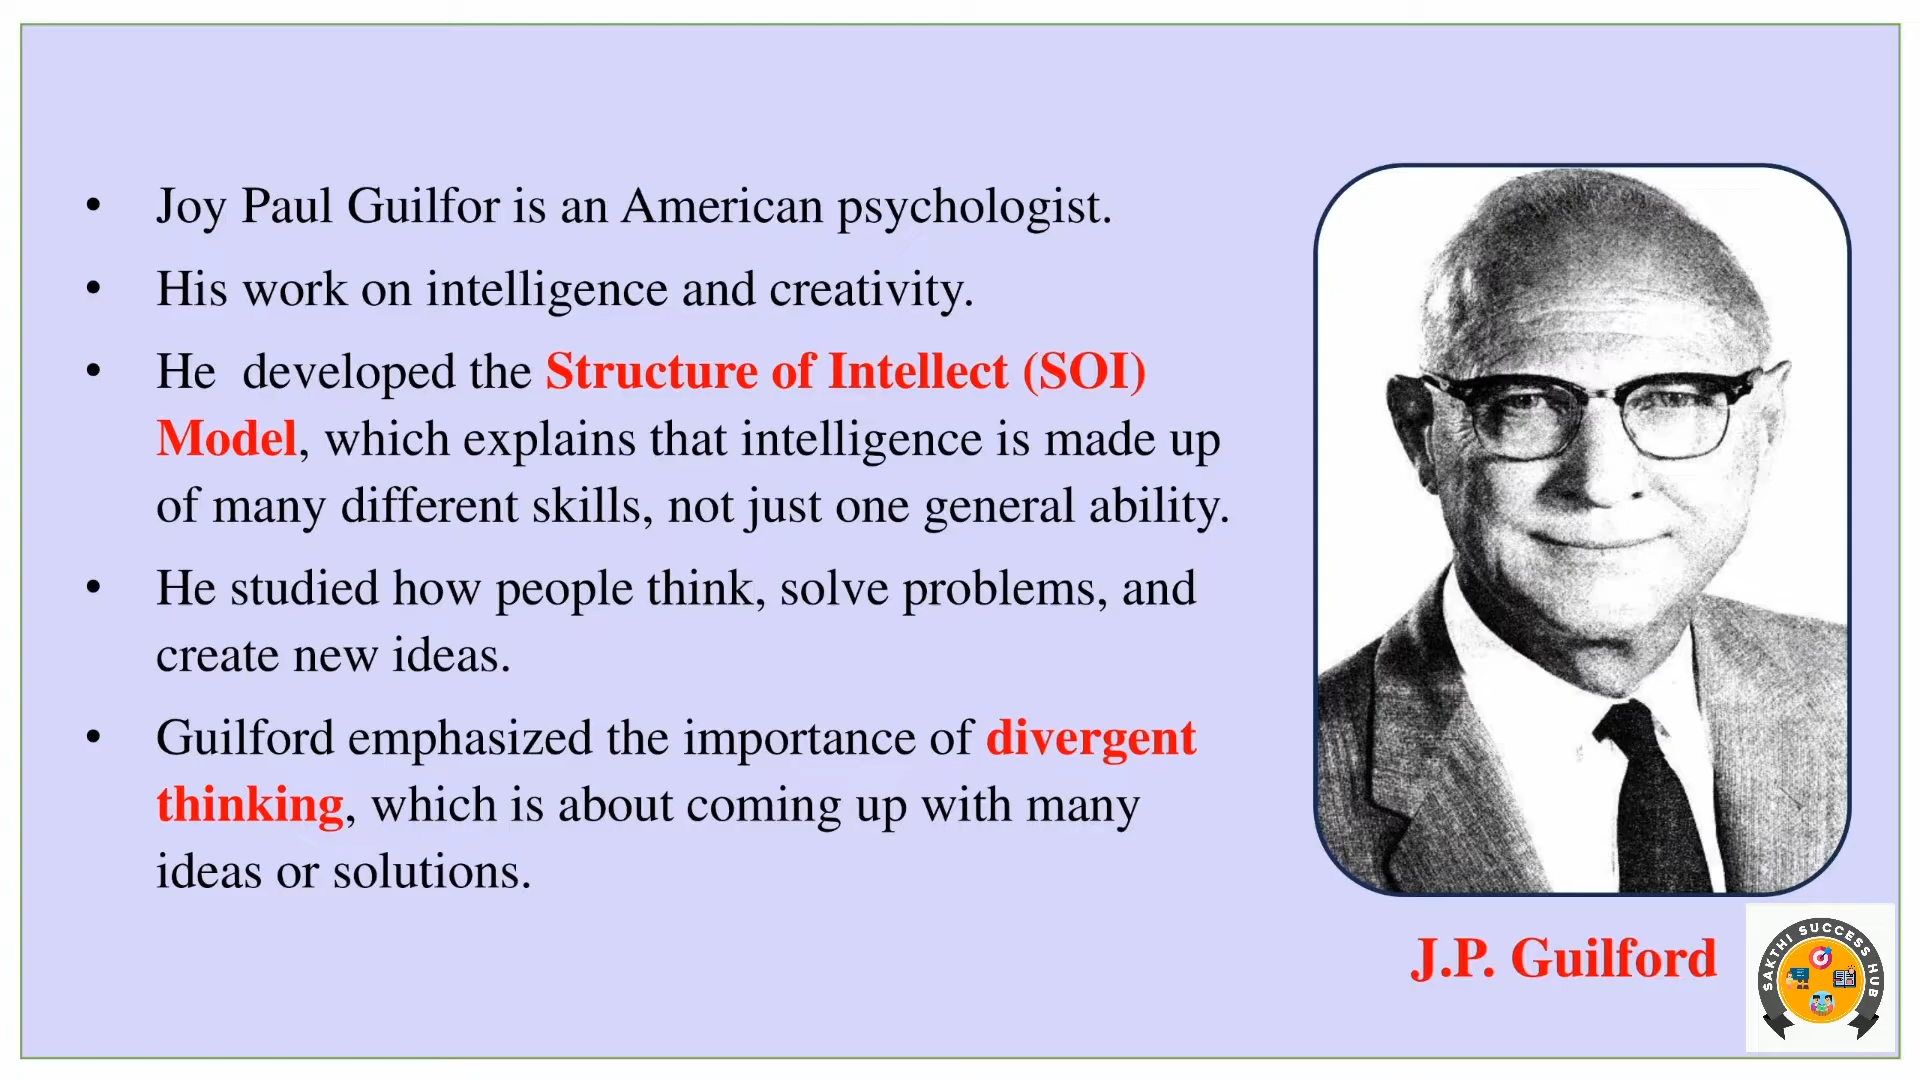 • Joy Paul Guilfor is an American psychologist.
• His work on intelligence and creativity.
• He  developed the Structure of Intellect (SOI)
Model, which explains that intelligence is made up
of many different skills, not just one general ability.
• He studied how people think, solve problems, and
create new ideas.
• Guilford emphasized the importance of divergent
thinking, which is about coming up with many
ideas or solutions.
J.P. Guilford
SAKTHI SUCCESS HUB